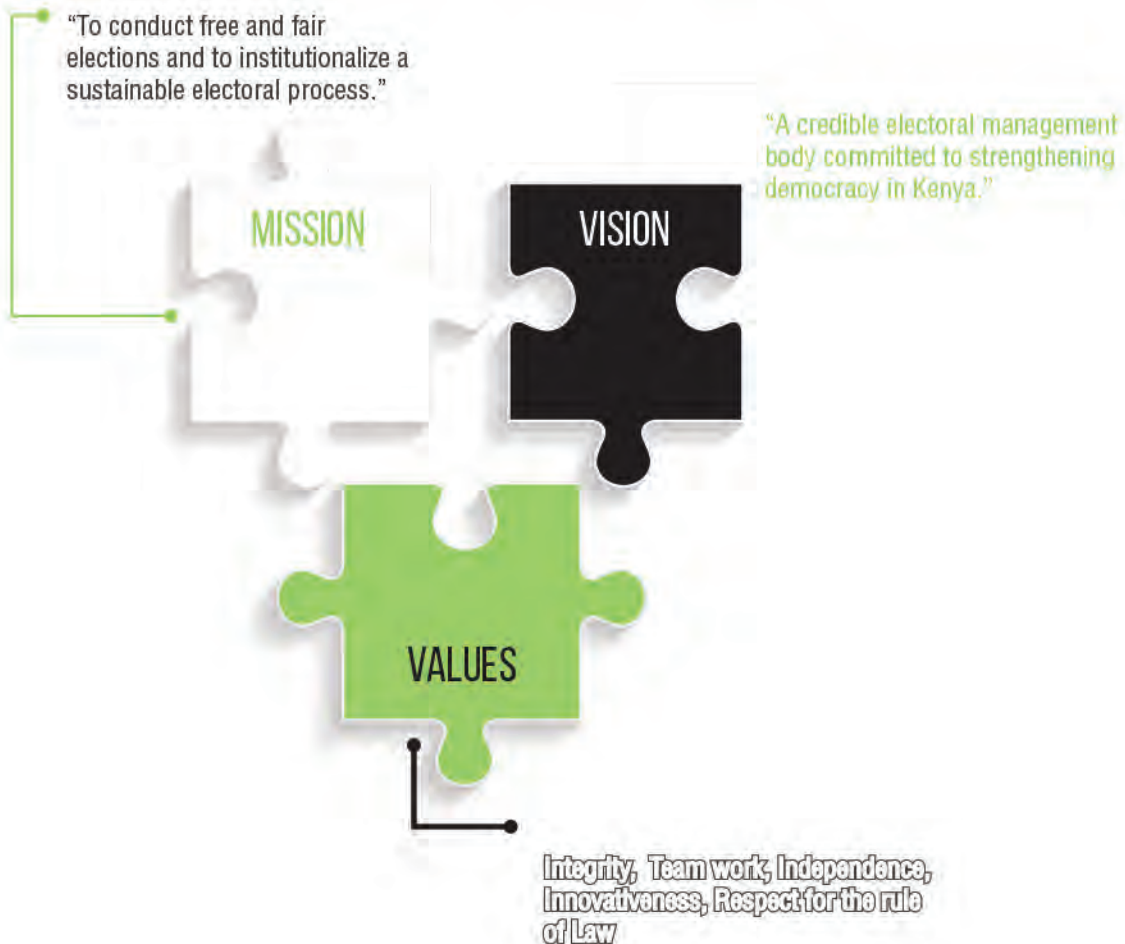 “To conduct free and fair
elections and to institutionalize a
sustainable electoral process.”
“A credible electoral management
body committed to strengthening
democracy in Kenya.”
MISSION
VISION
VALUES
Integrity, Team work, Independence,
Innovativeness, Respect for the rule
of Law